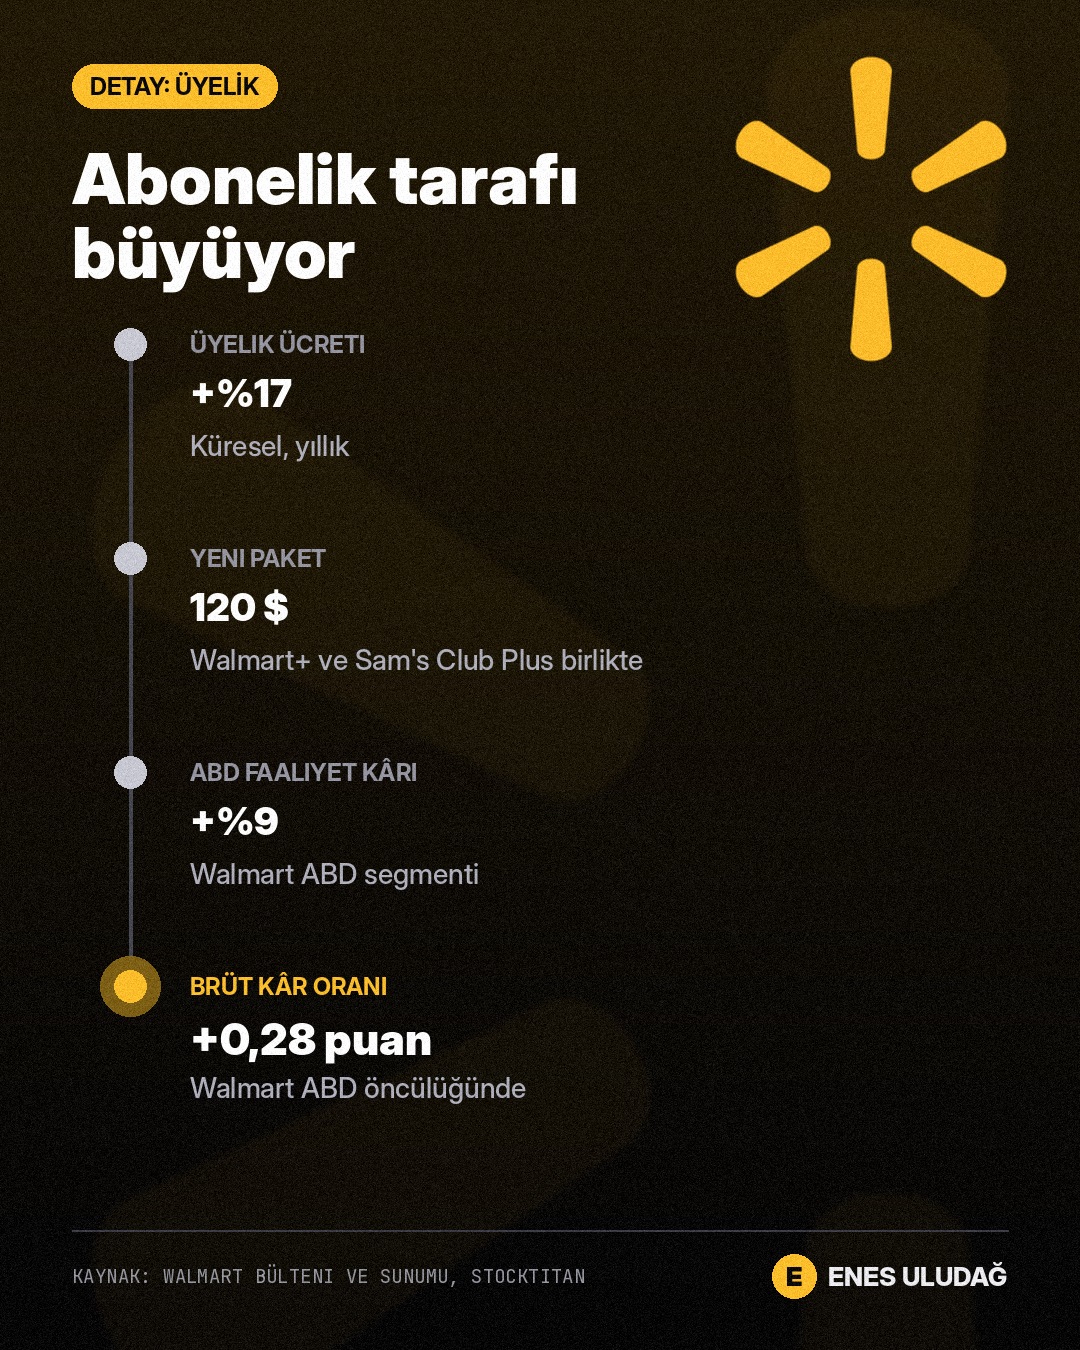 DETAY: ÜYELİK
Abonelik tarafı
büyüyor
ÜYELIK ÜCRETI
+%17
Küresel, yıllık
YENI PAKET
120 $
Walmart+ ve Sam's Club Plus birlikte
ABD FAALIYET KÂRI
+%9
Walmart ABD segmenti
BRÜT KÂR ORANI
+0,28 puan
Walmart ABD öncülüğünde
KAYNAK: WALMART BÜLTENI VE SUNUMU, STOCKTITAN
E ENES ULUDAĞ